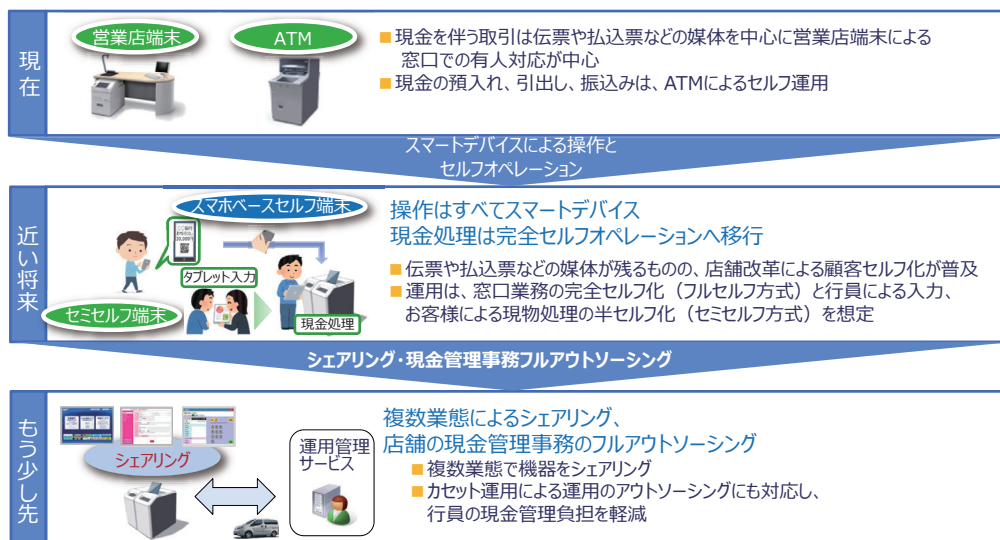 現在
営業店端末
ATM
■現金を伴う取引は伝票や払込票などの媒体を中心に営業店端末による
窓口での有人対応が中心
■現金の預入れ、引出し、振込みは、ATMによるセルフ運用
スマートデバイスによる操作と
セルフオペレーション
近い将来
スマホベースセルフ端末
タブレット入力
セミセルフ端末
現金処理
操作はすべてスマートデバイス
現金処理は完全セルフオペレーションへ移行
■伝票や払込票などの媒体が残るものの、店舗改革による顧客セルフ化が普及
■運用は、窓口業務の完全セルフ化（フルセルフ方式）と行員による入力、
お客様による現物処理の半セルフ化（セミセルフ方式）を想定
シェアリング・現金管理事務フルアウトソーシング
もう少し先
シェアリング
運用管理
サービス
複数業態によるシェアリング、
店舗の現金管理事務のフルアウトソーシング
■複数業態で機器をシェアリング
■カセット運用による運用のアウトソーシングにも対応し、
行員の現金管理負担を軽減